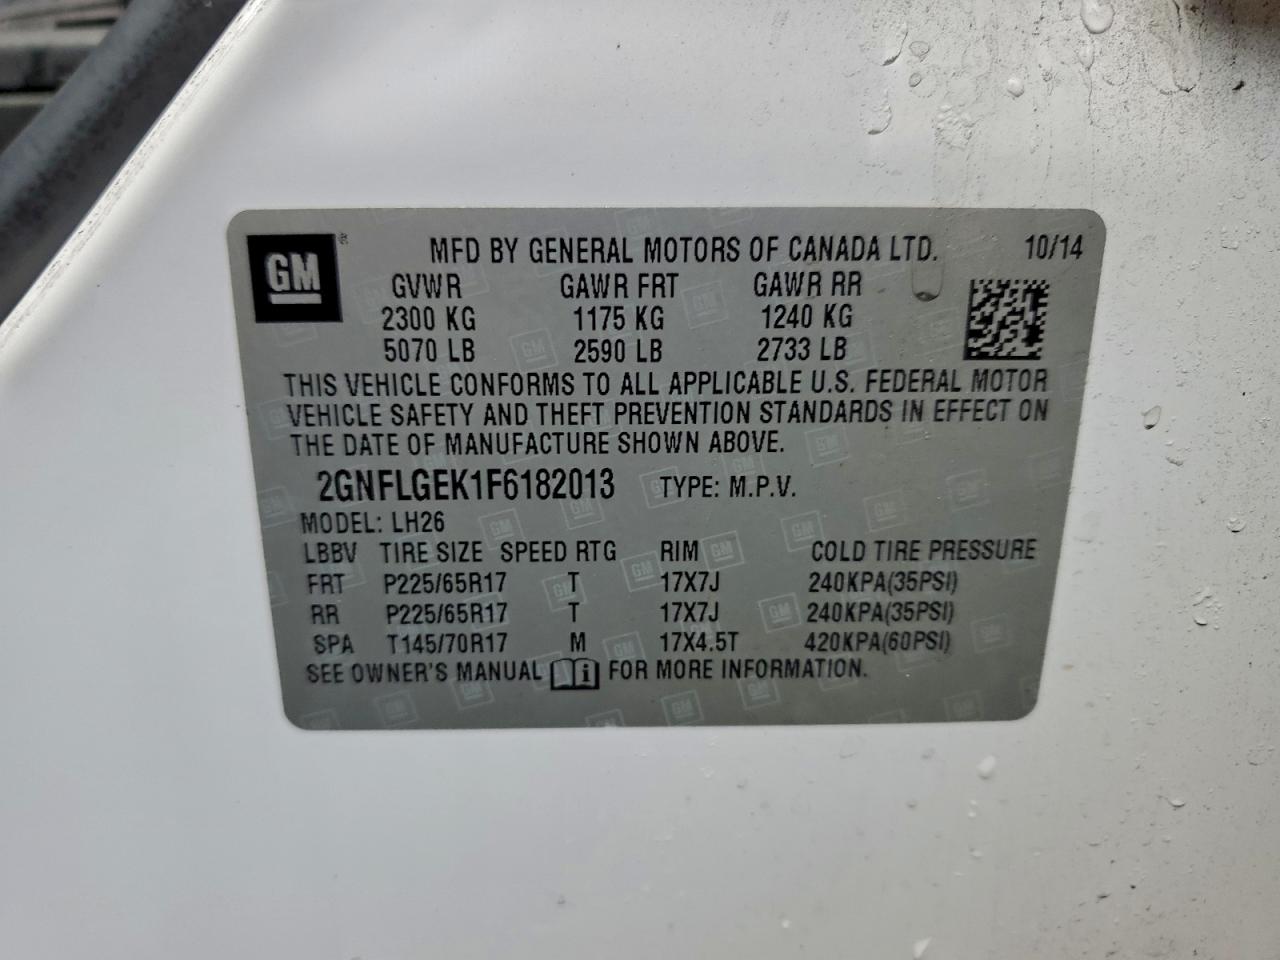 GM® MFD BY GENERAL MOTORS OF CANADA LTD. 10/14
GVWR GAWR FRT GAWR RR
2300 KG 1175 KG 1240 KG
5070 LB 2590 LB 2733 LB
THIS VEHICLE CONFORMS TO ALL APPLICABLE U.S. FEDERAL MOTOR
VEHICLE SAFETY AND THEFT PREVENTION STANDARDS IN EFFECT ON
THE DATE OF MANUFACTURE SHOWN ABOVE.
2GNFLGEK1F6182013 TYPE: M.P.V.
MODEL: LH26
LBBV TIRE SIZE SPEED RTG RIM COLD TIRE PRESSURE
FRT P225/65R17 T 17X7J 240KPA(35PSI)
RR P225/65R17 T 17X7J 240KPA(35PSI)
SPA T145/70R17 M 17X4.5T 420KPA(60PSI)
SEE OWNER'S MANUAL i FOR MORE INFORMATION.